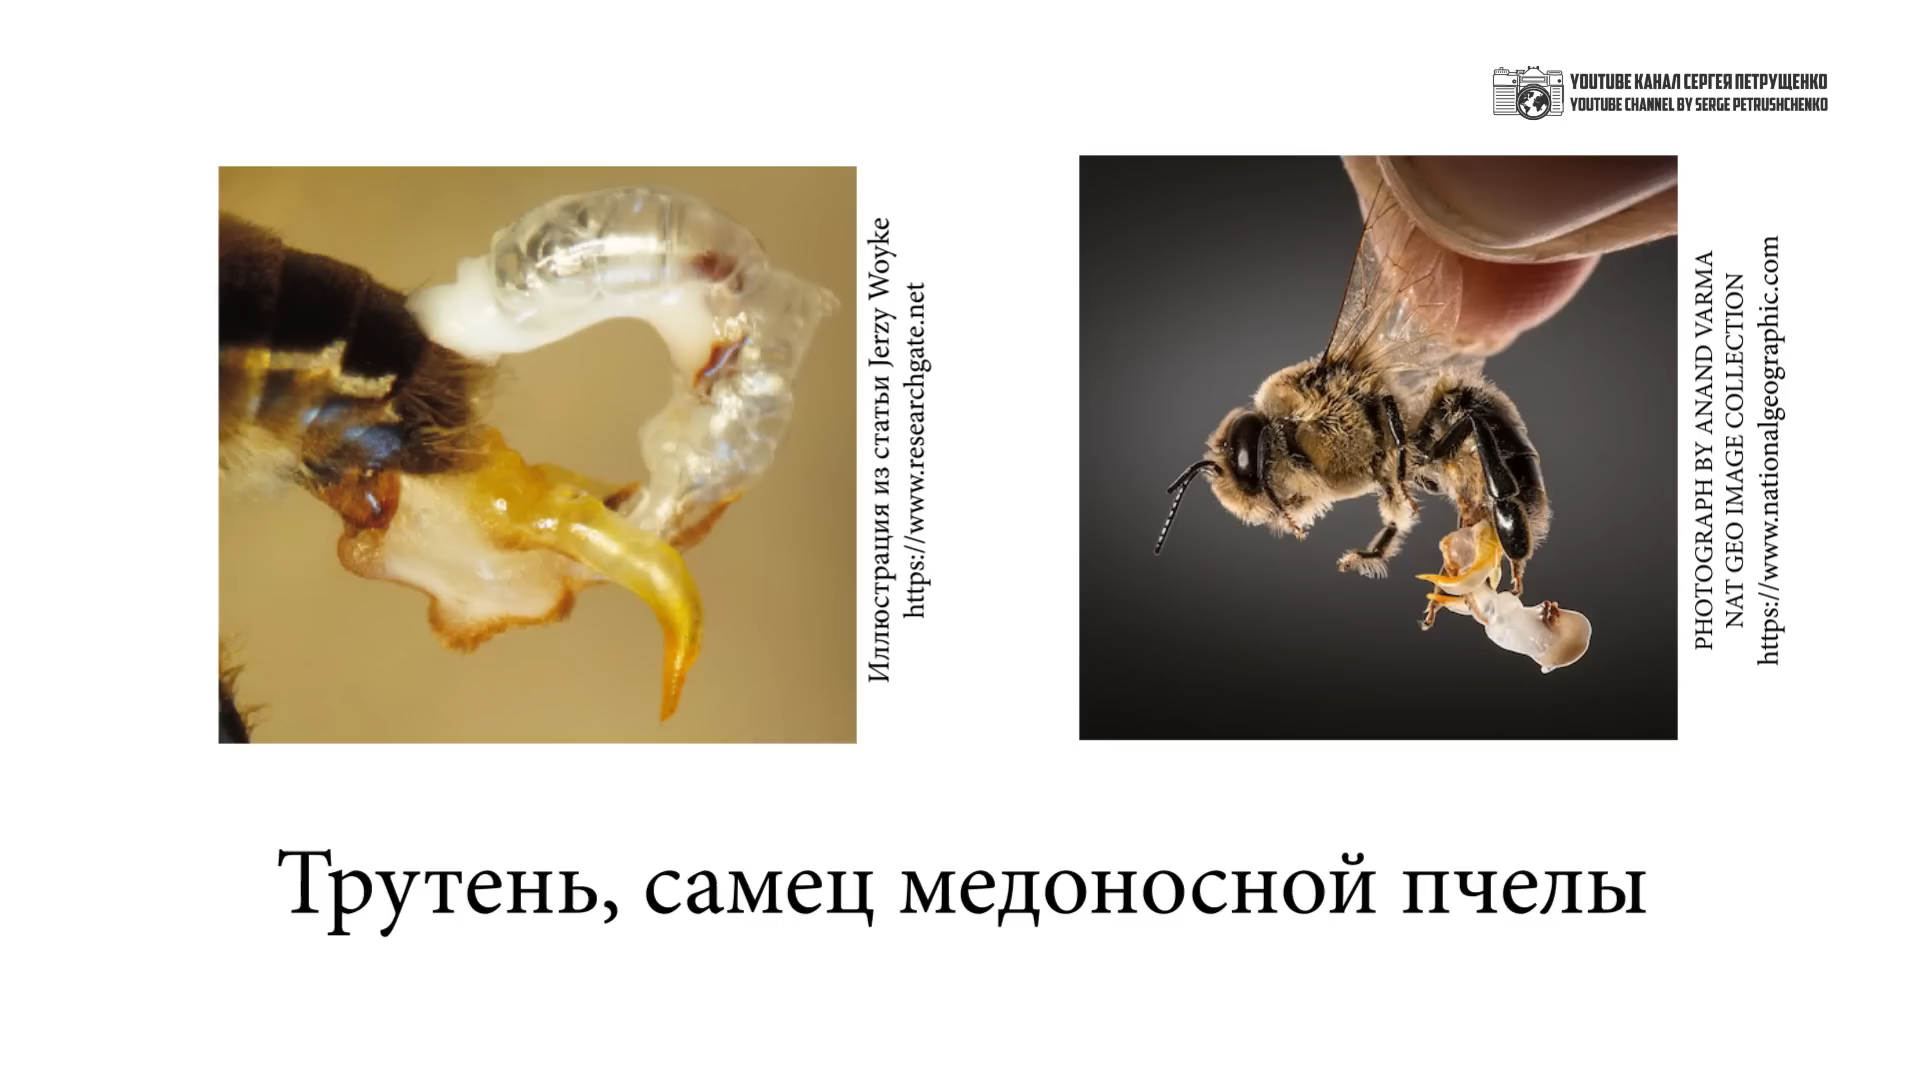 YOUTUBE КАНАЛ СЕРГЕЯ ПЕТРУЩЕНКО
YOUTUBE CHANNEL BY SERGE PETRUSHCHENKO
Иллюстрация из статьи Jerzy Woyke
https://www.researchgate.net
PHOTOGRAPH BY ANAND VARMA
NAT GEO IMAGE COLLECTION
https://www.nationalgeographic.com
Трутень, самец медоносной пчелы